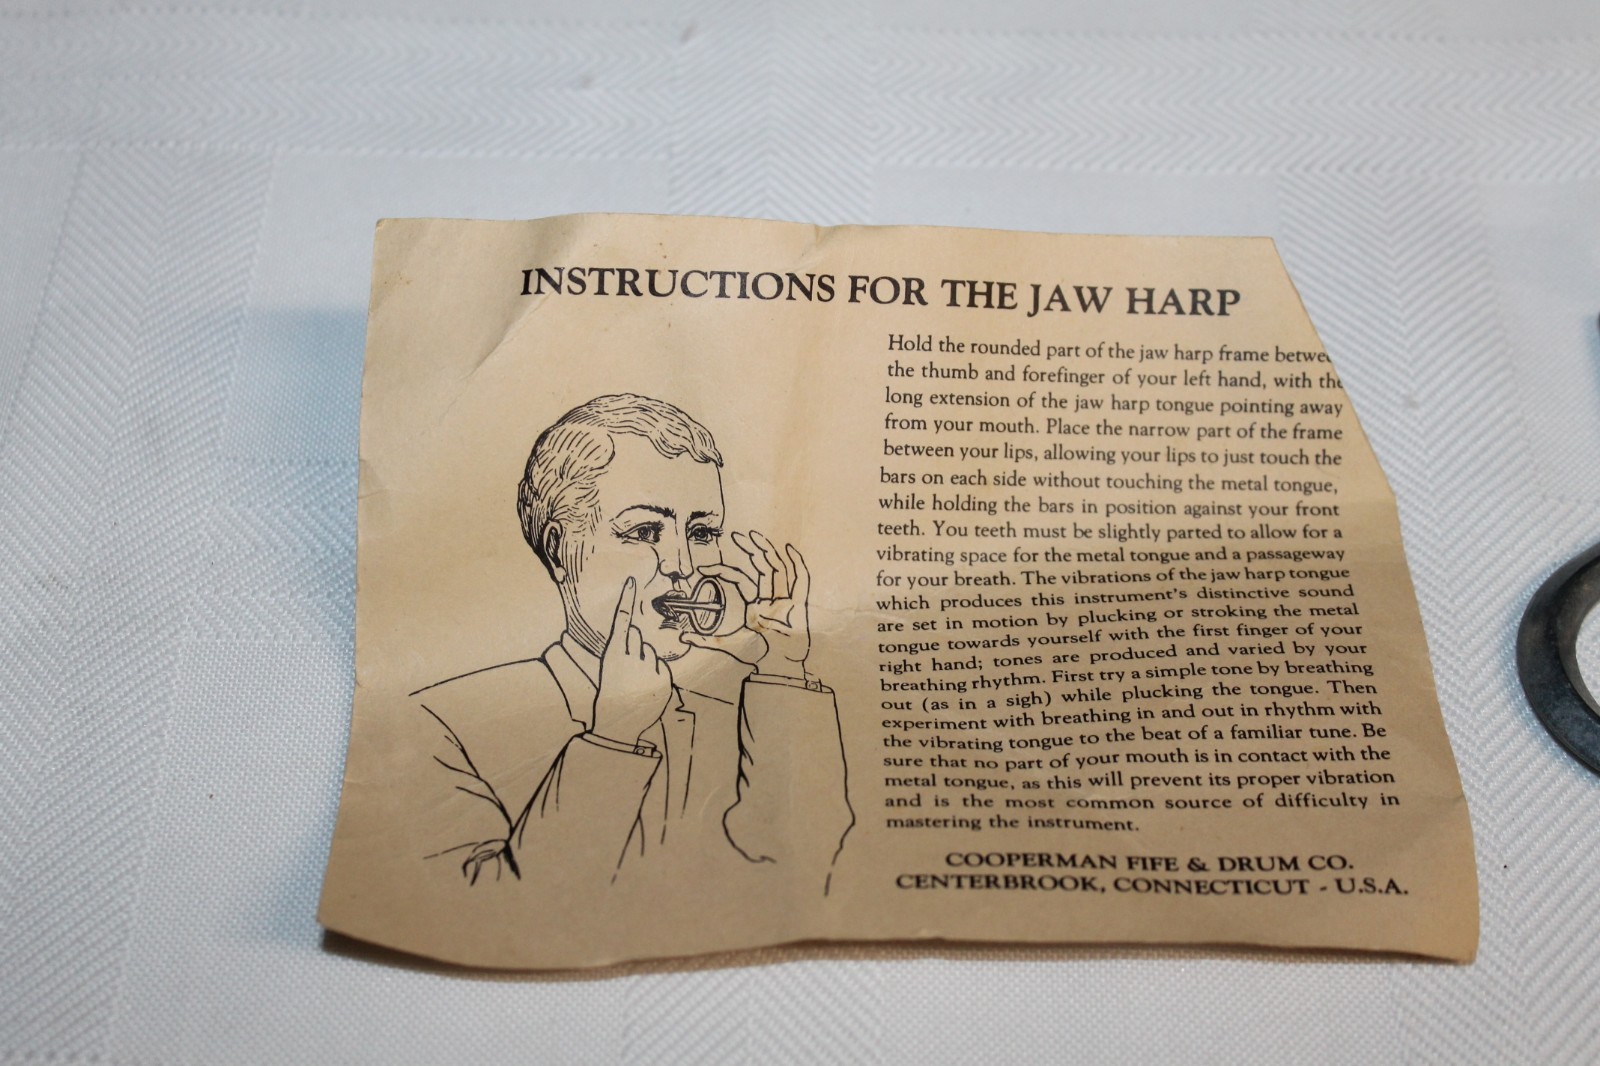 INSTRUCTIONS FOR THE JAW HARP
Hold the rounded part of the jaw harp frame betwe
the thumb and forefinger of your left hand, with the
long extension of the jaw harp tongue pointing away
from your mouth. Place the narrow part of the frame
between your lips, allowing your lips to just touch the
bars on each side without touching the metal tongue,
while holding the bars in position against your front
teeth. You teeth must be slightly parted to allow for a
vibrating space for the metal tongue and a passageway
for your breath. The vibrations of the jaw harp tongue
which produces this instrument's distinctive sound
are set in motion by plucking or stroking the metal
tongue towards yourself with the first finger of your
right hand; tones are produced and varied by your
breathing rhythm. First try a simple tone by breathing
out (as in a sigh) while plucking the tongue. Then
experiment with breathing in and out in rhythm with
the vibrating tongue to the beat of a familiar tune. Be
sure that no part of your mouth is in contact with the
metal tongue, as this will prevent its proper vibration
and is the most common source of difficulty in
mastering the instrument.
COOPERMAN FIFE & DRUM CO.
CENTERBROOK, CONNECTICUT - U.S.A.